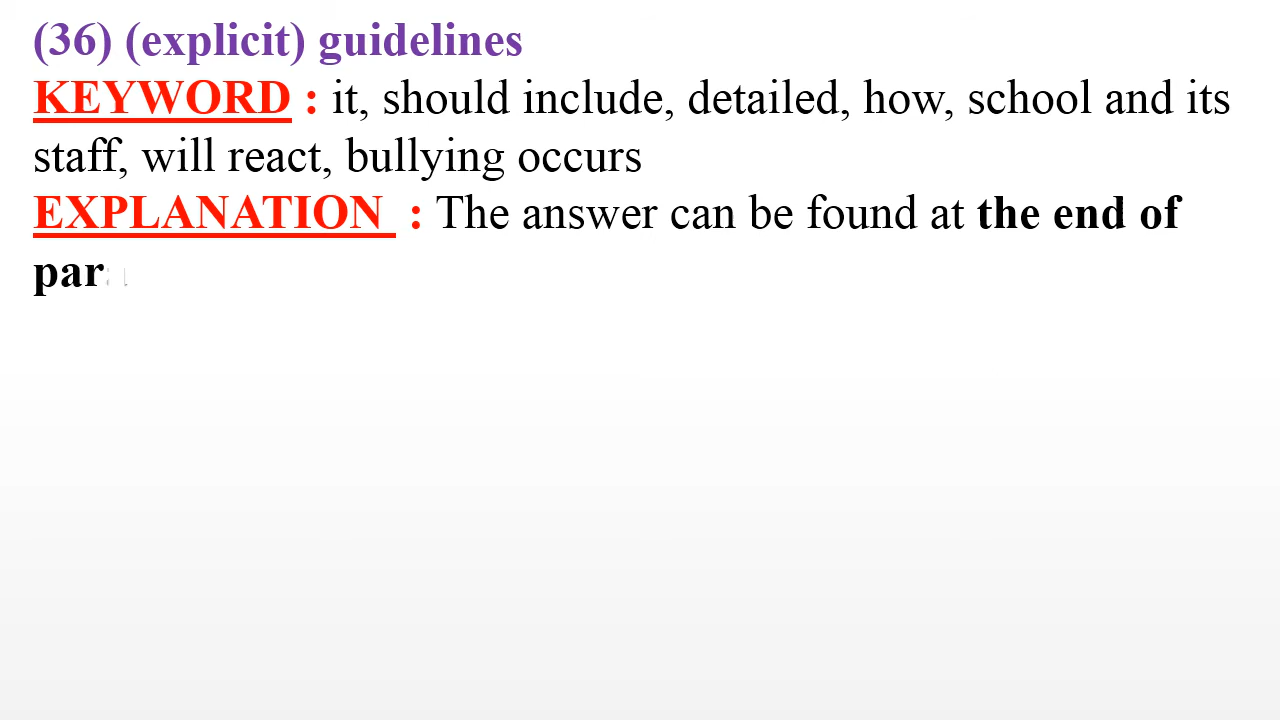 (36) (explicit) guidelines
KEYWORD : it, should include, detailed, how, school and its
staff, will react, bullying occurs
EXPLANATION : The answer can be found at the end of
par